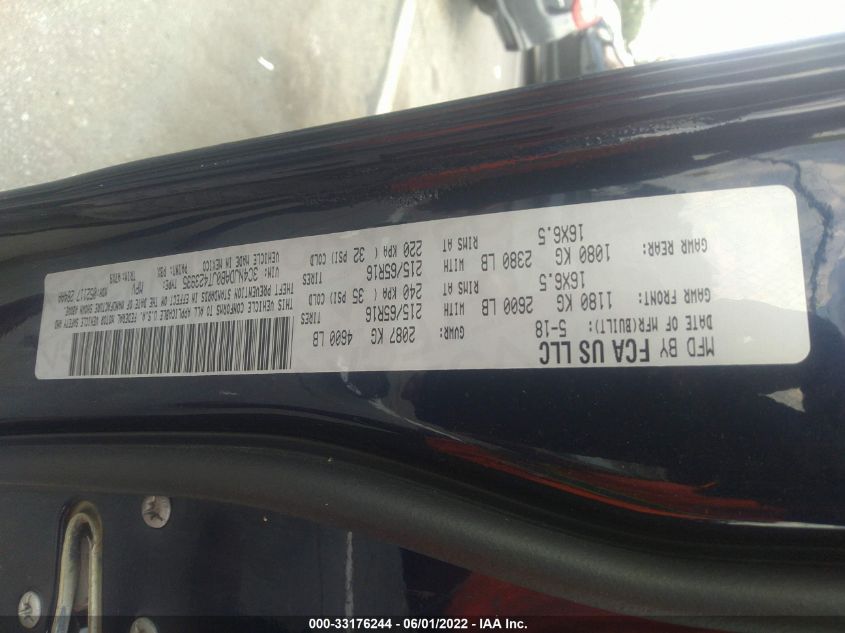 MFD BY FCA US LLC
DATE OF MFR(BUILT): 5-18 GVWR: 2087 KG 4600 LB
GAWR FRONT: 1180 KG 2600 LB WITH TIRES 215/65R16
16X6.5 RIMS AT 240 KPA ( 35 PSI) COLD
GAWR REAR: 1080 KG 2380 LB WITH TIRES 215/65R16
16X6.5 RIMS AT 220 KPA ( 32 PSI) COLD
THIS VEHICLE CONFORMS TO ALL APPLICABLE U.S.A. FEDERAL MOTOR VEHICLE SAFETY AND
THEFT PREVENTION STANDARDS IN EFFECT ON THE DATE OF MANUFACTURE SHOWN ABOVE.
VEHICLE MADE IN MEXICO
000-33176244 - 06/01/2022 - IAA Inc.